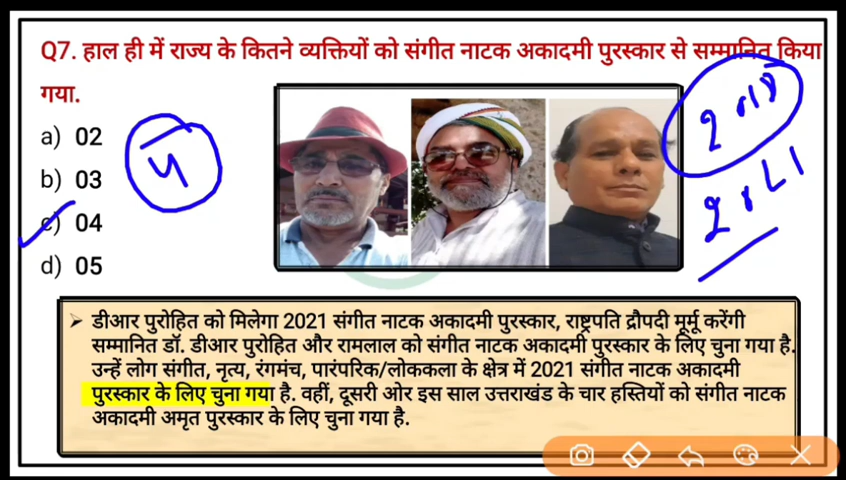 Q7. हाल ही में राज्य के कितने व्यक्तियों को संगीत नाटक अकादमी पुरस्कार से सम्मानित किया
गया.
a) 02
b) 03
c) 04
d) 05
➤ डीआर पुरोहित को मिलेगा 2021 संगीत नाटक अकादमी पुरस्कार, राष्ट्रपति द्रौपदी मूर्मू करेंगी
सम्मानित डॉ. डीआर पुरोहित और रामलाल को संगीत नाटक अकादमी पुरस्कार के लिए चुना गया है.
उन्हें लोग संगीत, नृत्य, रंगमंच, पारंपरिक/लोककला के क्षेत्र में 2021 संगीत नाटक अकादमी
पुरस्कार के लिए चुना गया है. वहीं, दूसरी ओर इस साल उत्तराखंड के चार हस्तियों को संगीत नाटक
अकादमी अमृत पुरस्कार के लिए चुना गया है.